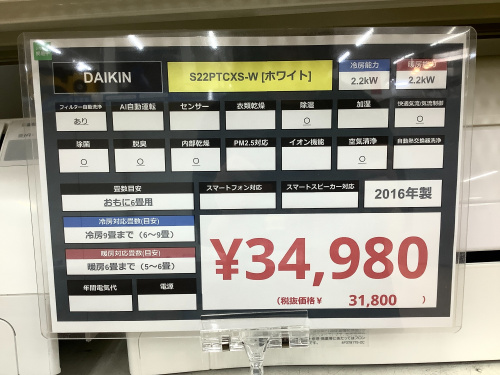 DAIKIN
S22PTCXS-W [ホワイト]
冷房能力
2.2kW
暖房能力
2.2kW
フィルター自動洗浄
あり
AI自動運転
センサー
衣類乾燥
除湿
○
加湿
快適気流/気流制御
○
除菌
○
脱臭
○
内部乾燥
○
PM2.5対応
イオン機能
空気清浄
○
自動熱交換器洗浄
畳数目安
おもに6畳用
スマートフォン対応
スマートスピーカー対応
2016年製
冷房対応畳数(目安)
冷房9畳まで（6〜9畳）
暖房対応畳数(目安)
暖房6畳まで（5〜6畳）
年間電気代
電源
¥34,980
（税抜価格¥ 31,800 ）